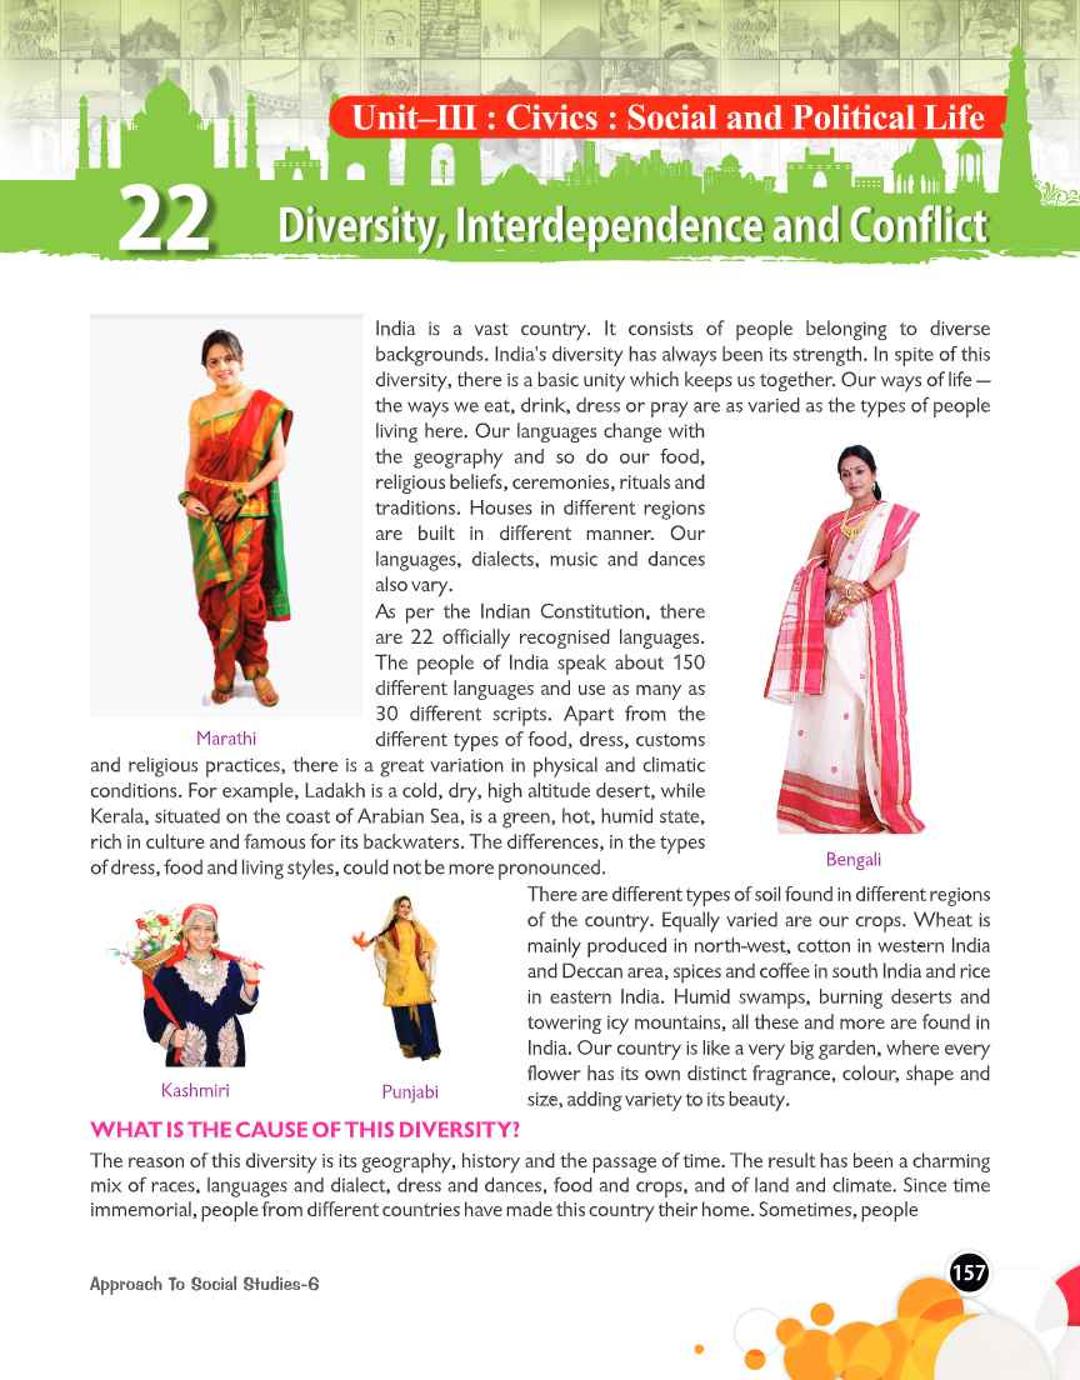 Unit–III : Civics : Social and Political Life
22
Diversity, Interdependence and Conflict
India is a vast country. It consists of people belonging to diverse
backgrounds. India's diversity has always been its strength. In spite of this
diversity, there is a basic unity which keeps us together. Our ways of life —
the ways we eat, drink, dress or pray are as varied as the types of people
living here. Our languages change with
the geography and so do our food,
religious beliefs, ceremonies, rituals and
traditions. Houses in different regions
are built in different manner. Our
languages, dialects, music and dances
also vary.
As per the Indian Constitution, there
are 22 officially recognised languages.
The people of India speak about 150
different languages and use as many as
30 different scripts. Apart from the
different types of food, dress, customs
Marathi
and religious practices, there is a great variation in physical and climatic
conditions. For example, Ladakh is a cold, dry, high altitude desert, while
Kerala, situated on the coast of Arabian Sea, is a green, hot, humid state,
rich in culture and famous for its backwaters. The differences, in the types
of dress, food and living styles, could not be more pronounced.
Bengali
There are different types of soil found in different regions
of the country. Equally varied are our crops. Wheat is
mainly produced in north-west, cotton in western India
and Deccan area, spices and coffee in south India and rice
in eastern India. Humid swamps, burning deserts and
towering icy mountains, all these and more are found in
India. Our country is like a very big garden, where every
flower has its own distinct fragrance, colour, shape and
size, adding variety to its beauty.
Kashmiri
Punjabi
WHAT IS THE CAUSE OF THIS DIVERSITY?
The reason of this diversity is its geography, history and the passage of time. The result has been a charming
mix of races, languages and dialect, dress and dances, food and crops, and of land and climate. Since time
immemorial, people from different countries have made this country their home. Sometimes, people
Approach To Social Studies-6
157